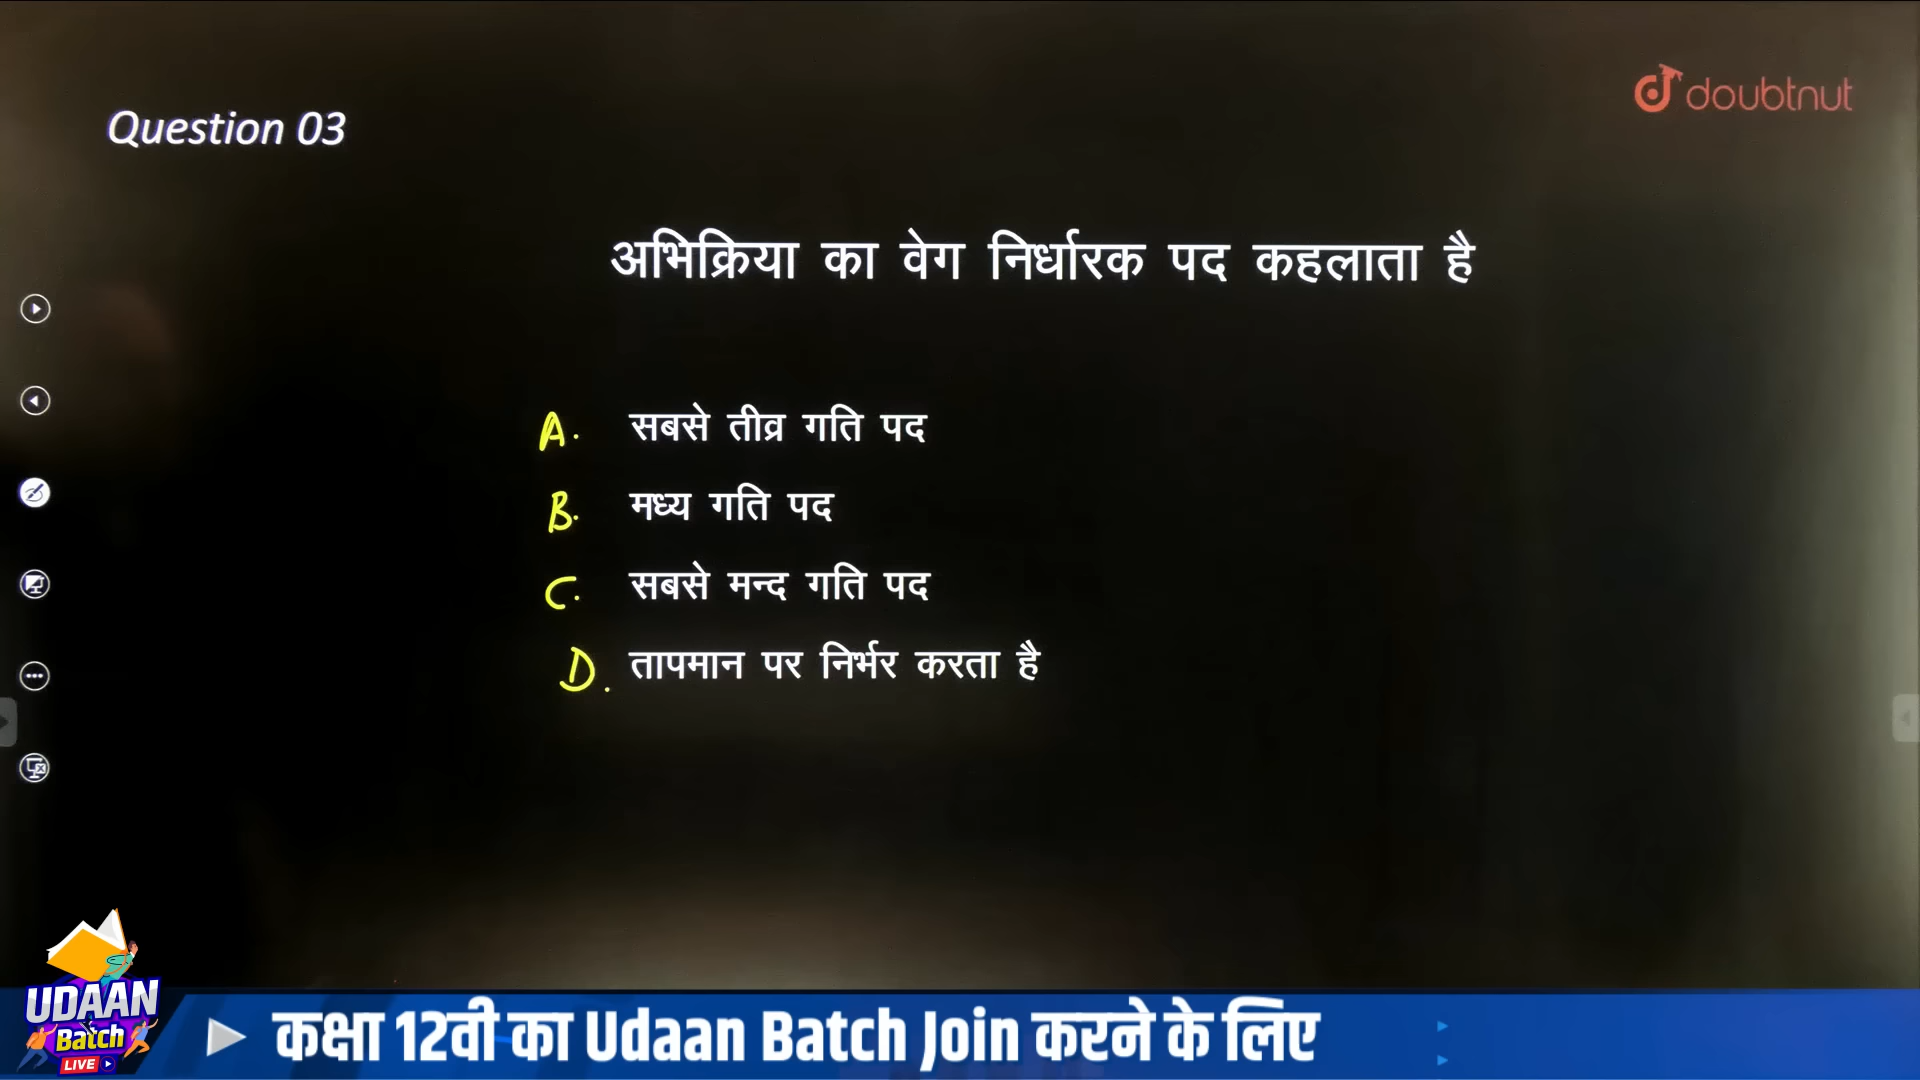 doubtnut
Question 03
अभिक्रिया का वेग निर्धारक पद कहलाता है
A. सबसे तीव्र गति पद
B. मध्य गति पद
C. सबसे मन्द गति पद
D. तापमान पर निर्भर करता है
UDAAN
Batch
LIVE
कक्षा 12वी का Udaan Batch Join करने के लिए